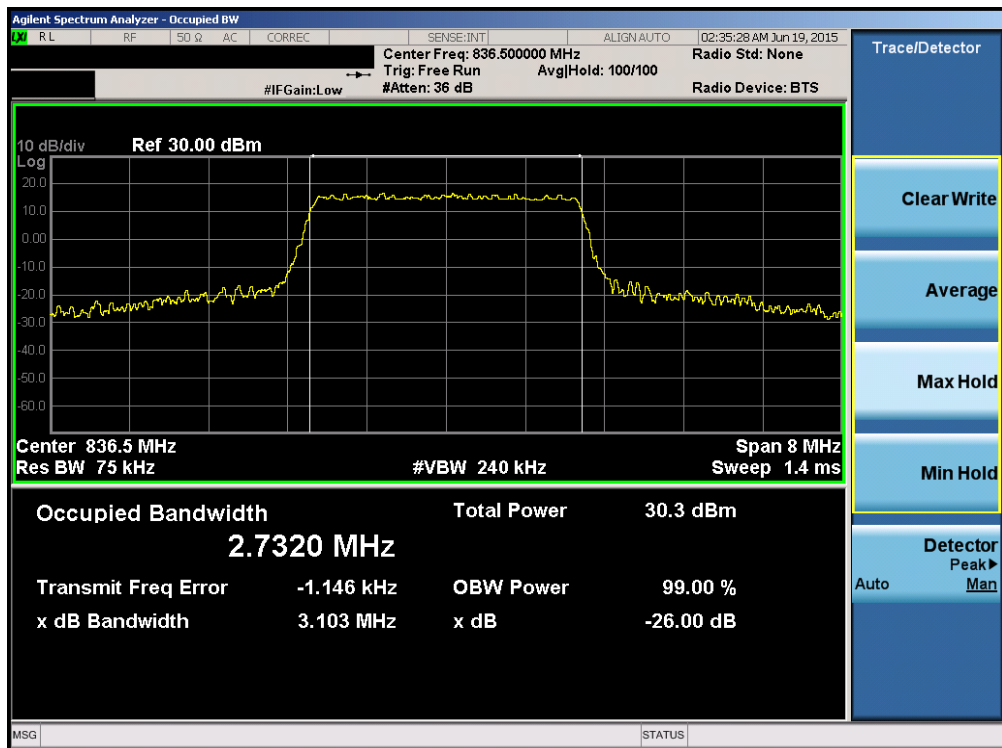 Agilent Spectrum Analyzer - Occupied BW
LXI RL RF 50 Ω AC CORREC SENSE:INT ALIGN AUTO 02:35:28 AM Jun 19, 2015
Center Freq: 836.500000 MHz Radio Std: None
Trig: Free Run Avg|Hold: 100/100
#IFGain:Low #Atten: 36 dB Radio Device: BTS
10 dB/div Ref 30.00 dBm
Log
20.0
10.0
0.00
-10.0
-20.0
-30.0
-40.0
-50.0
-60.0
Center 836.5 MHz Span 8 MHz
Res BW 75 kHz #VBW 240 kHz Sweep 1.4 ms
Occupied Bandwidth Total Power 30.3 dBm
2.7320 MHz
Transmit Freq Error -1.146 kHz OBW Power 99.00 %
x dB Bandwidth 3.103 MHz x dB -26.00 dB
MSG STATUS
Trace/Detector
Clear Write
Average
Max Hold
Min Hold
Detector
Peak▶
Auto Man